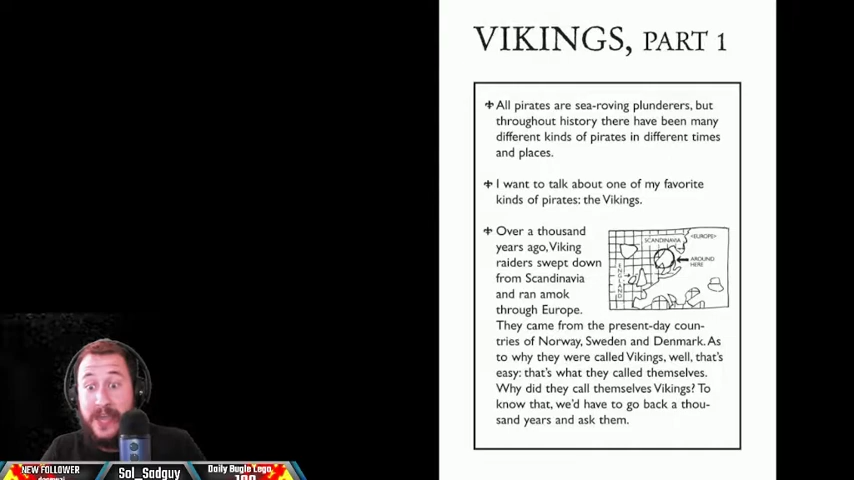 VIKINGS, PART 1
All pirates are sea-roving plunderers, but
throughout history there have been many
different kinds of pirates in different times
and places.
I want to talk about one of my favorite
kinds of pirates: the Vikings.
Over a thousand
years ago, Viking
raiders swept down
from Scandinavia
and ran amok
through Europe.
They came from the present-day coun-
tries of Norway, Sweden and Denmark. As
to why they were called Vikings, well, that's
easy: that's what they called themselves.
Why did they call themselves Vikings? To
know that, we'd have to go back a thou-
sand years and ask them.
SCANDINAVIA
<EUROPE>
AROUND
HERE
ENGLAND
NEW FOLLOWER
Sol_Sadguy
Daily Bugle Lego